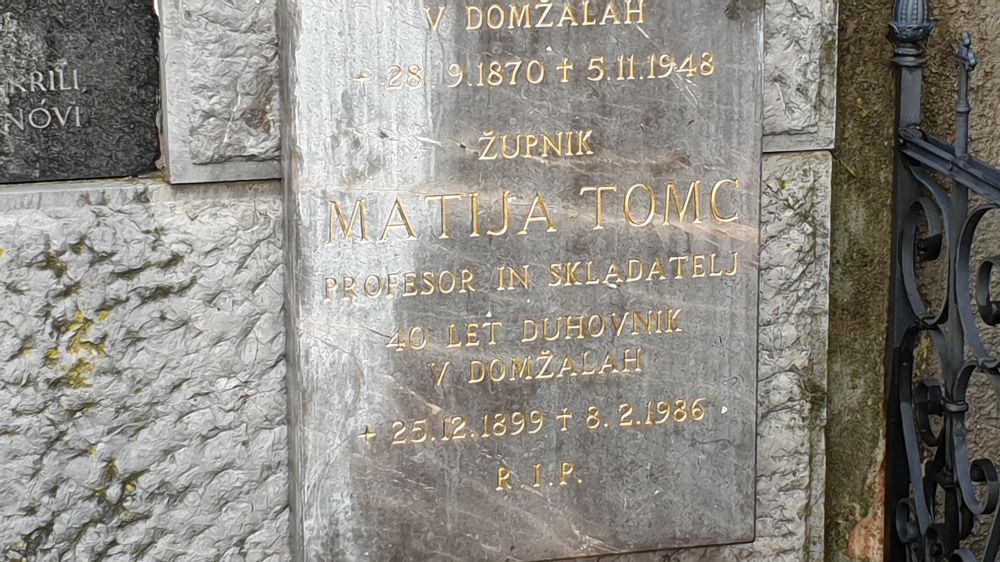 KRILI,
NOVI
V DOMŽALAH
+ 28.9.1870 † 5.11.1948
ŽUPNIK
MATIJA TOMC
PROFESOR IN SKLADATELJ
40 LET DUHOVNIK
V DOMŽALAH
+ 25.12.1899 † 8.2.1986
R.I.P.